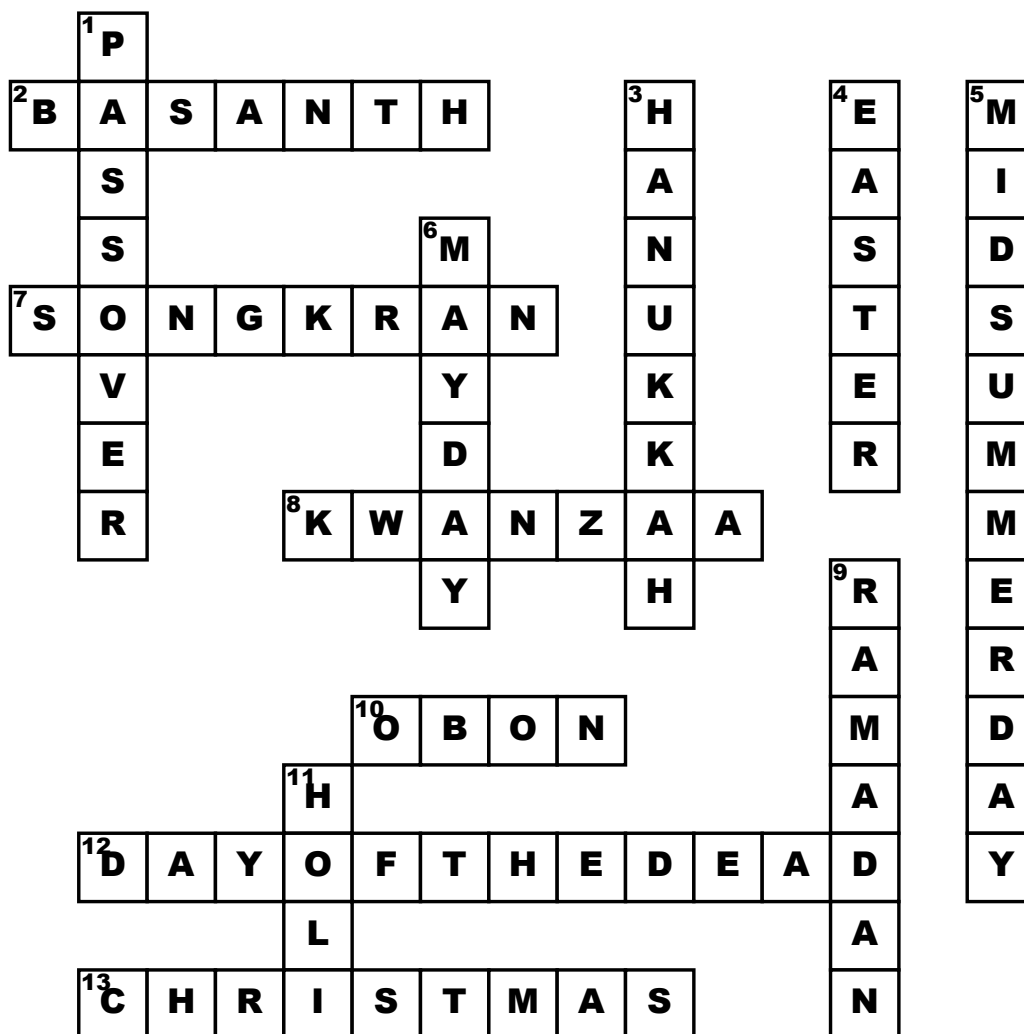 1 P
2 B A S A N T H 3 H 4 E 5 M
S A A I
S 6 M N S D
7 S O N G K R A N U T S
V Y K E U
E D K R M
R 8 K W A N Z A A M
Y H 9 R E
A R
10 O B O N M D
11 H A A
12 D A Y O F T H E D E A D Y
L A
13 C H R I S T M A S N